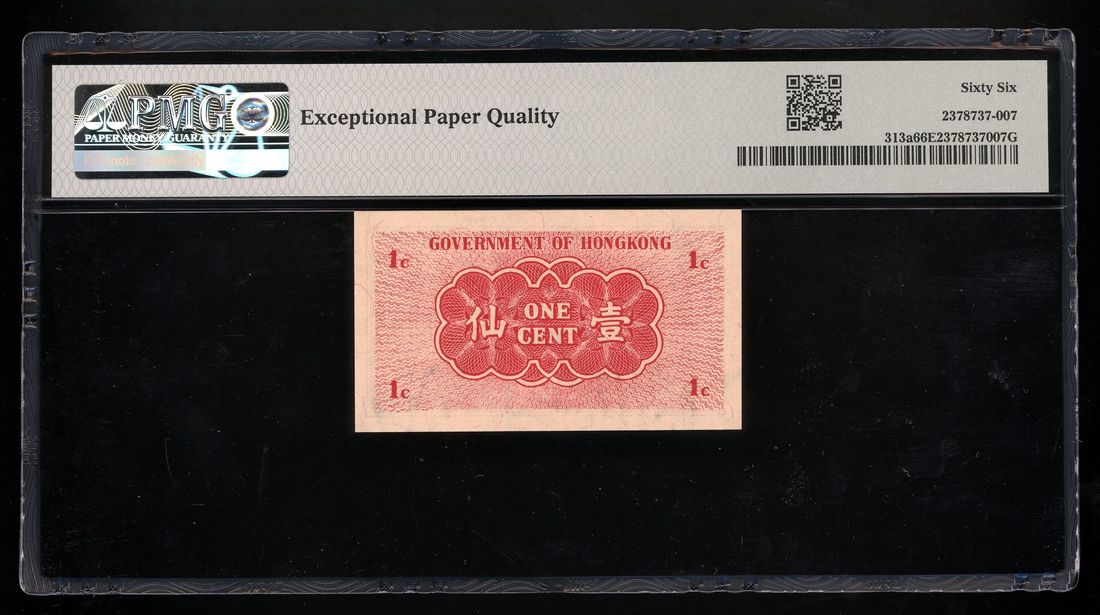 PMG
PAPER MONEY GUARANTY
Exceptional Paper Quality
Sixty Six
2378737-007
313a66E2378737007G
GOVERNMENT OF HONGKONG
1c 1c
仙 ONE CENT 壹
1c 1c